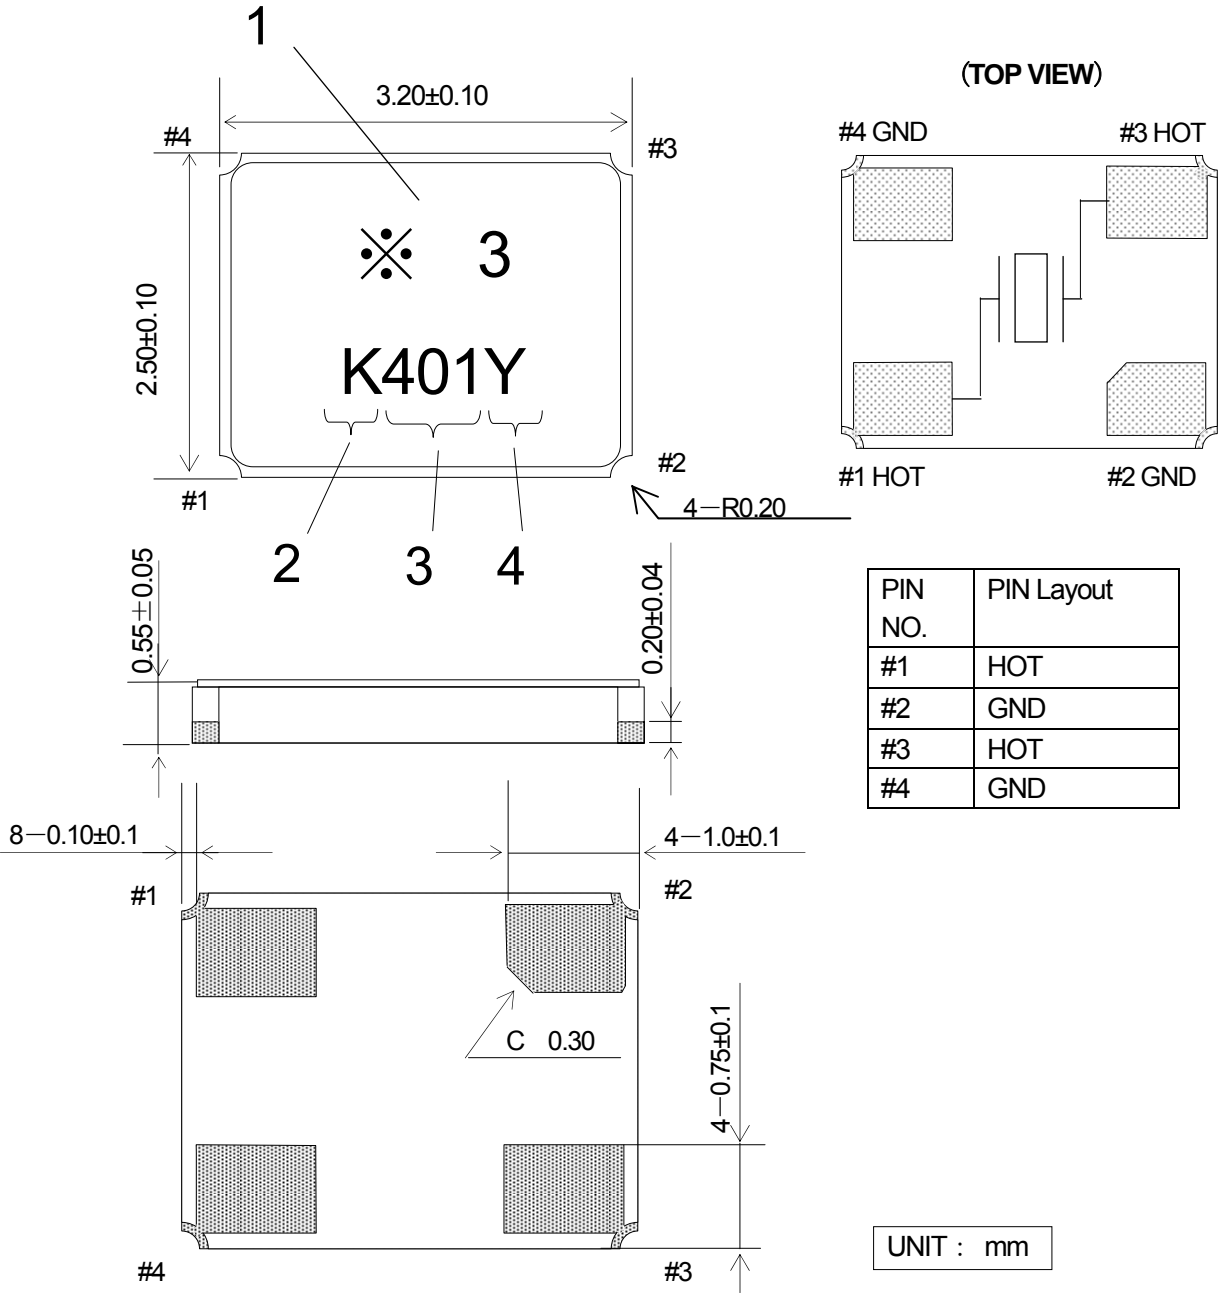 1
3.20±0.10
#4
#3
※ 3
K401Y
2.50±0.10
#1
#2
4－R0.20
2
3
4
(TOP VIEW)
#4 GND
#3 HOT
#1 HOT
#2 GND
0.55±0.05
0.20±0.04
PIN NO.
PIN Layout
#1 HOT
#2 GND
#3 HOT
#4 GND
8－0.10±0.1
4－1.0±0.1
#1
#2
C 0.30
4－0.75±0.1
#4
#3
UNIT : mm